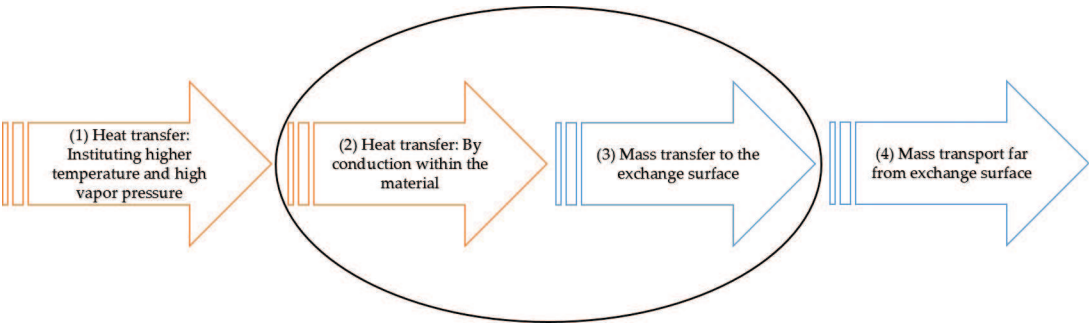 (1) Heat transfer:
Instituting higher
temperature and high
vapor pressure
(2) Heat transfer: By
conduction within the
material
(3) Mass transfer to the
exchange surface
(4) Mass transport far
from exchange surface